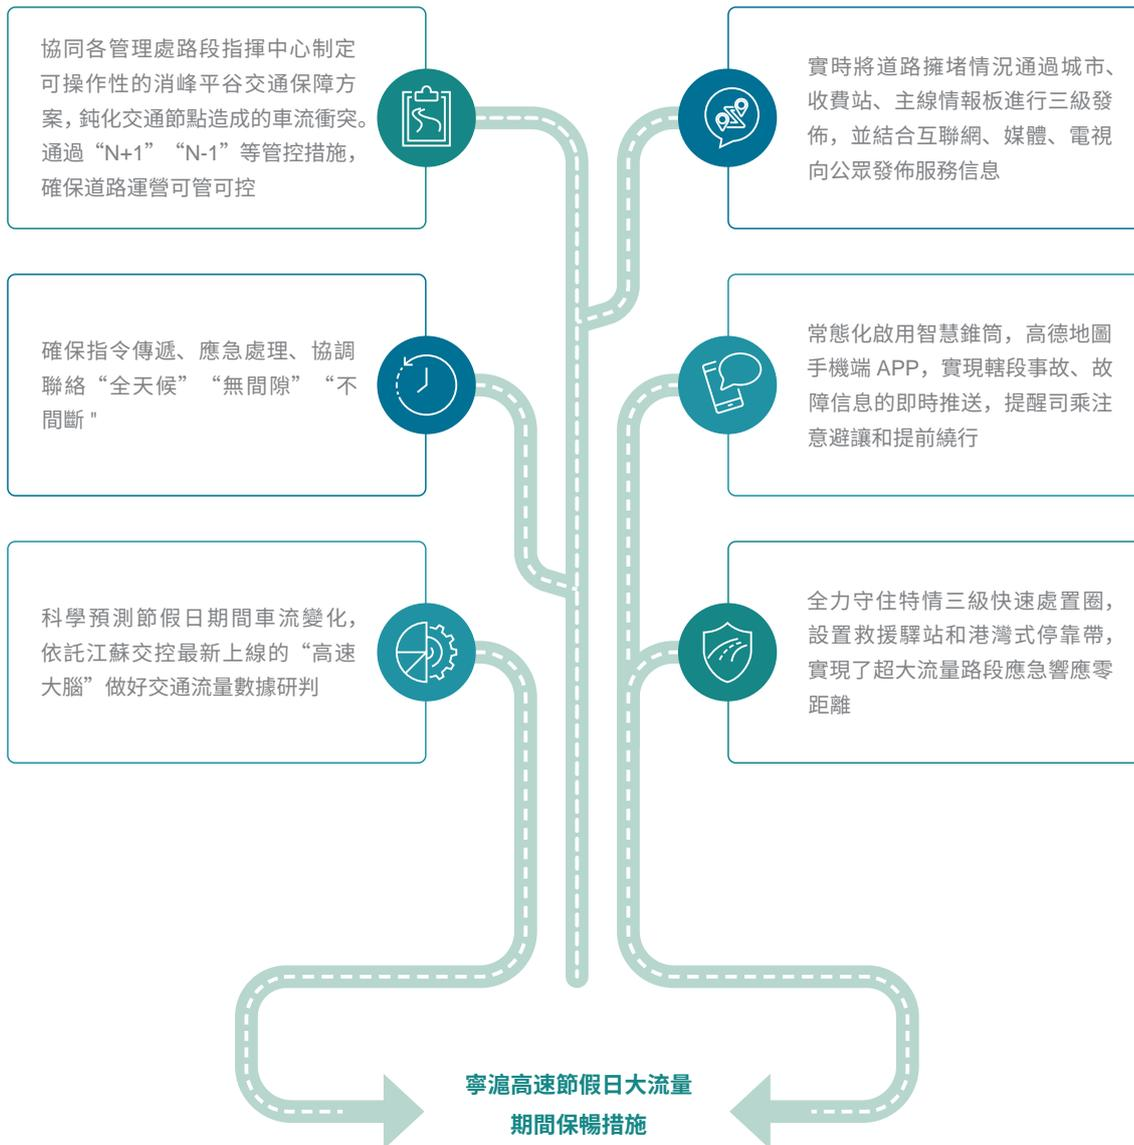 協同各管理處路段指揮中心制定
可操作性的消峰平谷交通保障方
案，鈍化交通節點造成的車流衝突。
通過“N+1”“N-1”等管控措施，
確保道路運營可管可控
實時將道路擁堵情況通過城市、
收費站、主線情報板進行三級發
佈，並結合互聯網、媒體、電視
向公眾發佈服務信息
確保指令傳遞、應急處理、協調
聯絡“全天候”“無間隙”“不
間斷 "
常態化啟用智慧錐筒，高德地圖
手機端 APP，實現轄段事故、故
障信息的即時推送，提醒司乘注
意避讓和提前繞行
科學預測節假日期間車流變化，
依託江蘇交控最新上線的“高速
大腦”做好交通流量數據研判
全力守住特情三級快速處置圈，
設置救援驛站和港灣式停靠帶，
實現了超大流量路段應急響應零
距離
寧滬高速節假日大流量
期間保暢措施